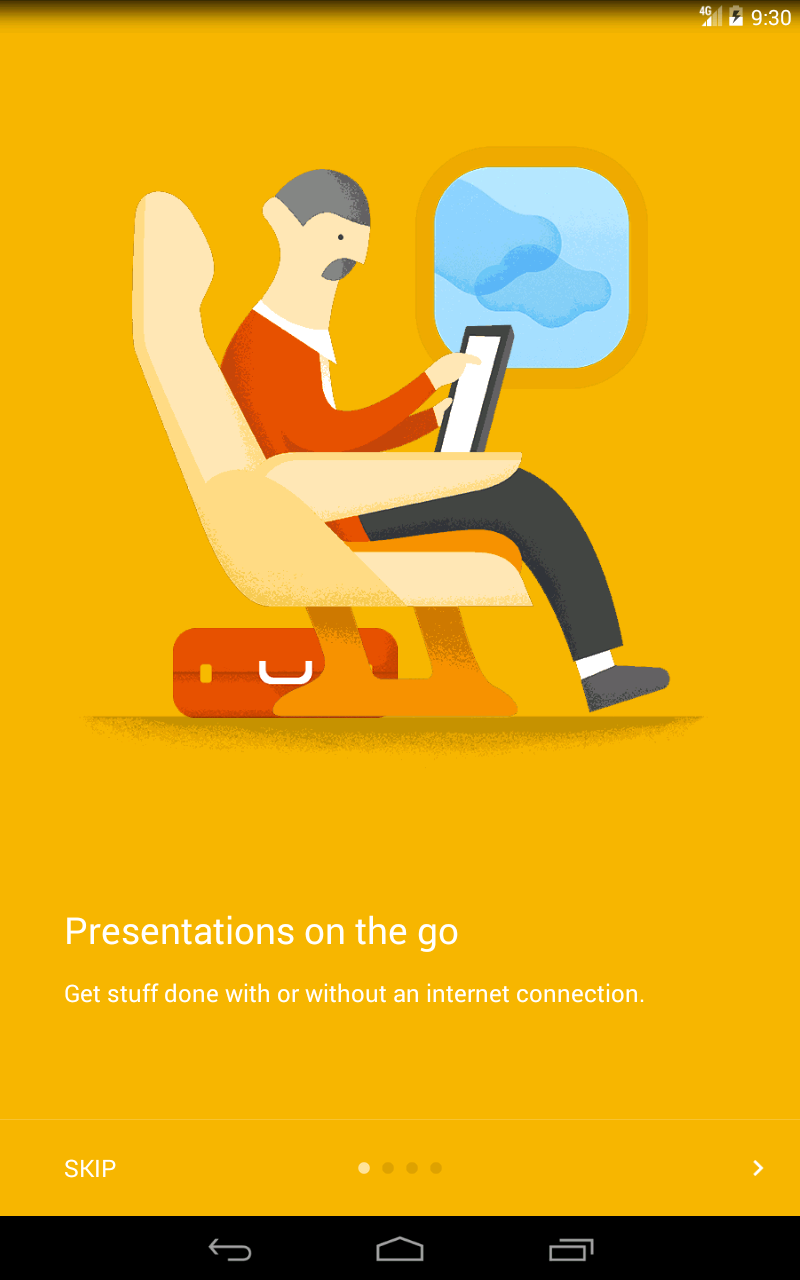 4G 9:30
Presentations on the go
Get stuff done with or without an internet connection.
SKIP